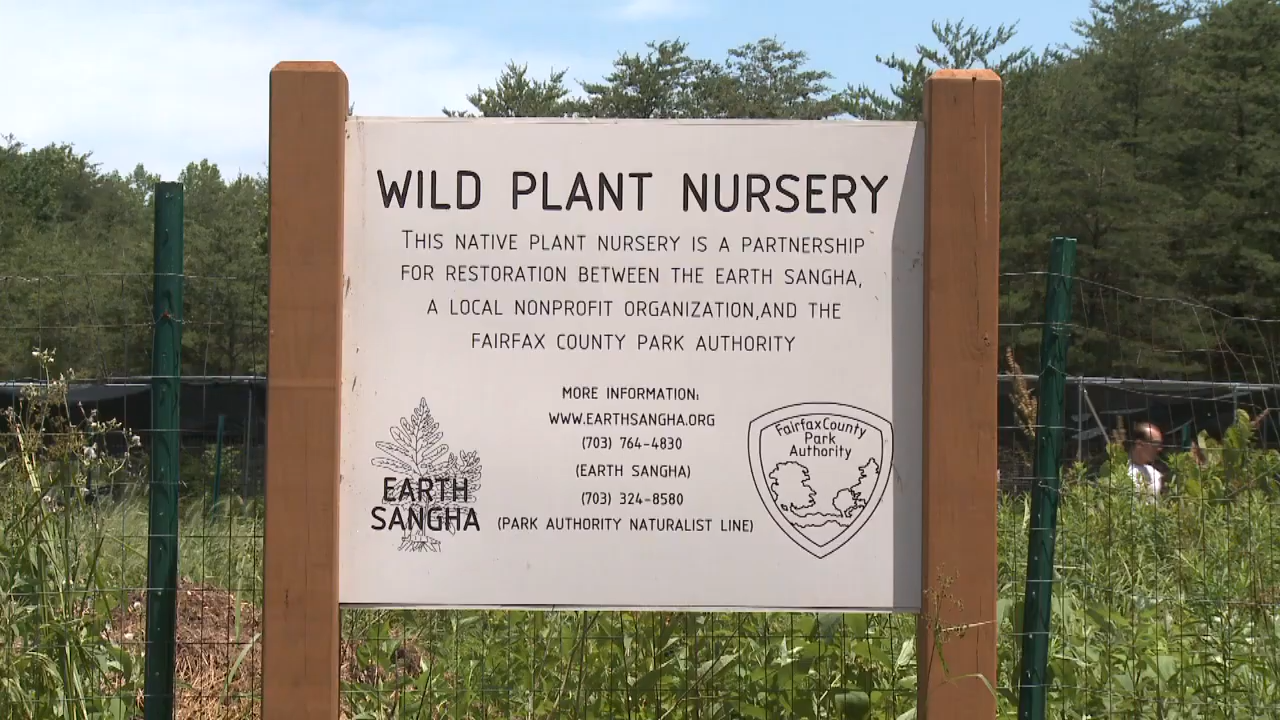 WILD PLANT NURSERY
THIS NATIVE PLANT NURSERY IS A PARTNERSHIP
FOR RESTORATION BETWEEN THE EARTH SANGHA,
A LOCAL NONPROFIT ORGANIZATION,AND THE
FAIRFAX COUNTY PARK AUTHORITY
MORE INFORMATION:
WWW.EARTHSANGHA.ORG
(703) 764-4830
(EARTH SANGHA)
(703) 324-8580
(PARK AUTHORITY NATURALIST LINE)
EARTH
SANGHA
Fairfax County
Park
Authority